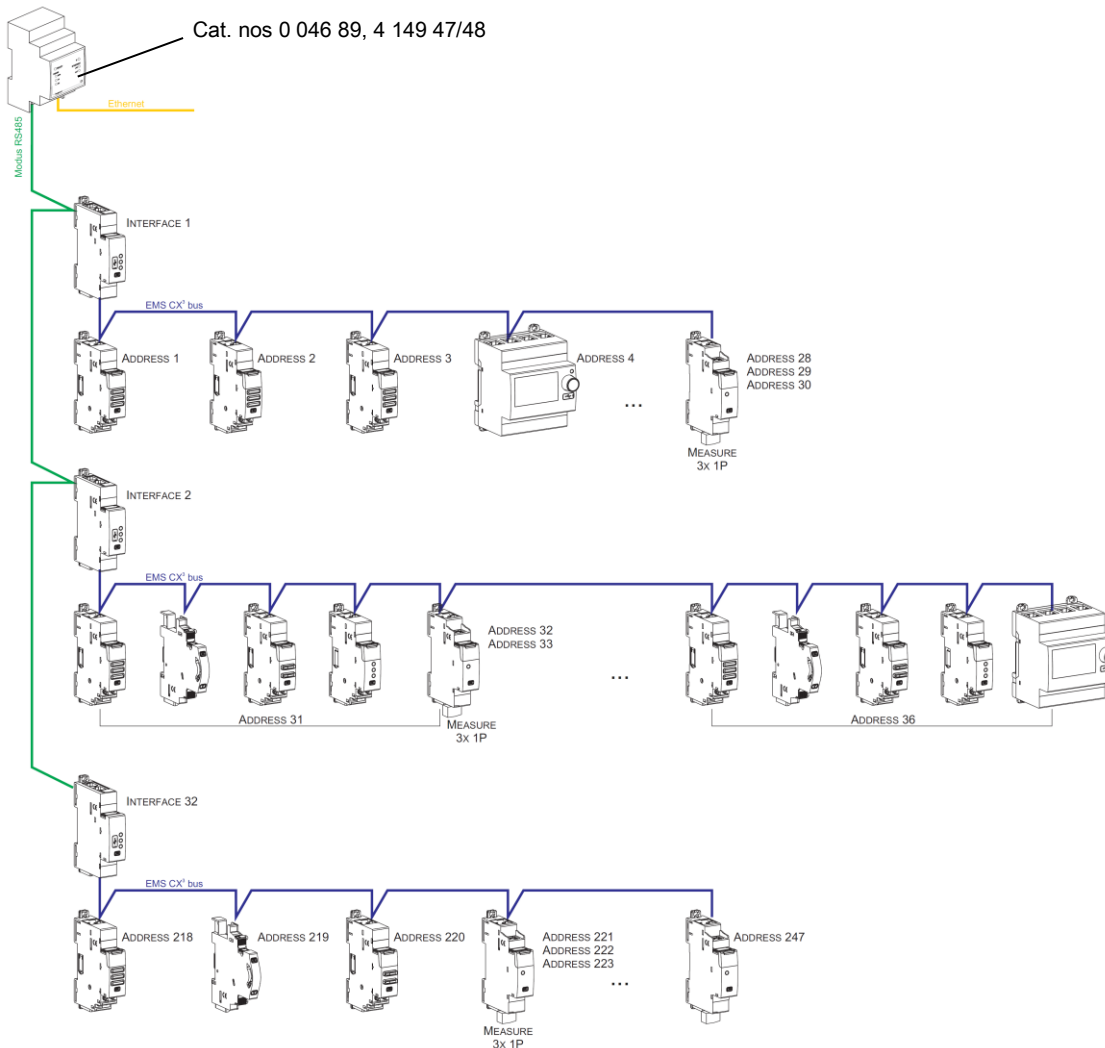 Cat. nos 0 046 89, 4 149 47/48
Ethernet
Modus RS485
INTERFACE 1
EMS CX³ bus
ADDRESS 1
ADDRESS 2
ADDRESS 3
ADDRESS 4
...
ADDRESS 28
ADDRESS 29
ADDRESS 30
MEASURE
3X 1P
INTERFACE 2
EMS CX³ bus
ADDRESS 32
ADDRESS 33
...
ADDRESS 31
MEASURE
3X 1P
ADDRESS 36
INTERFACE 32
EMS CX³ bus
ADDRESS 218
ADDRESS 219
ADDRESS 220
ADDRESS 221
ADDRESS 222
ADDRESS 223
...
ADDRESS 247
MEASURE
3X 1P